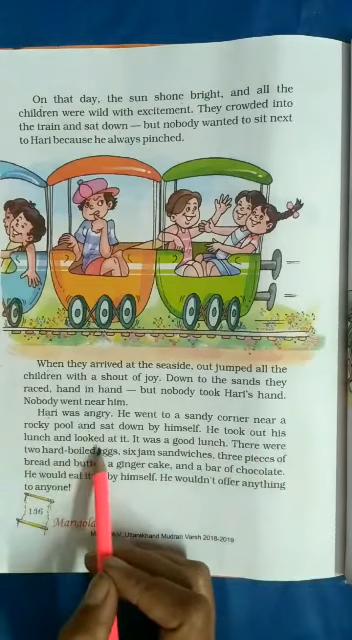 On that day, the sun shone bright, and all the
children were wild with excitement. They crowded into
the train and sat down — but nobody wanted to sit next
to Hari because he always pinched.
When they arrived at the seaside, out jumped all the
children with a shout of joy. Down to the sands they
raced, hand in hand — but nobody took Hari's hand.
Nobody went near him.
Hari was angry. He went to a sandy corner near a
rocky pool and sat down by himself. He took out his
lunch and looked at it. It was a good lunch. There were
two hard-boiled eggs, six jam sandwiches, three pieces of
bread and butter a ginger cake, and a bar of chocolate.
He would eat it by himself. He wouldn't offer anything
to anyone!
136
Marigold
Uttarakhand Mudran Varsh 2018-2019